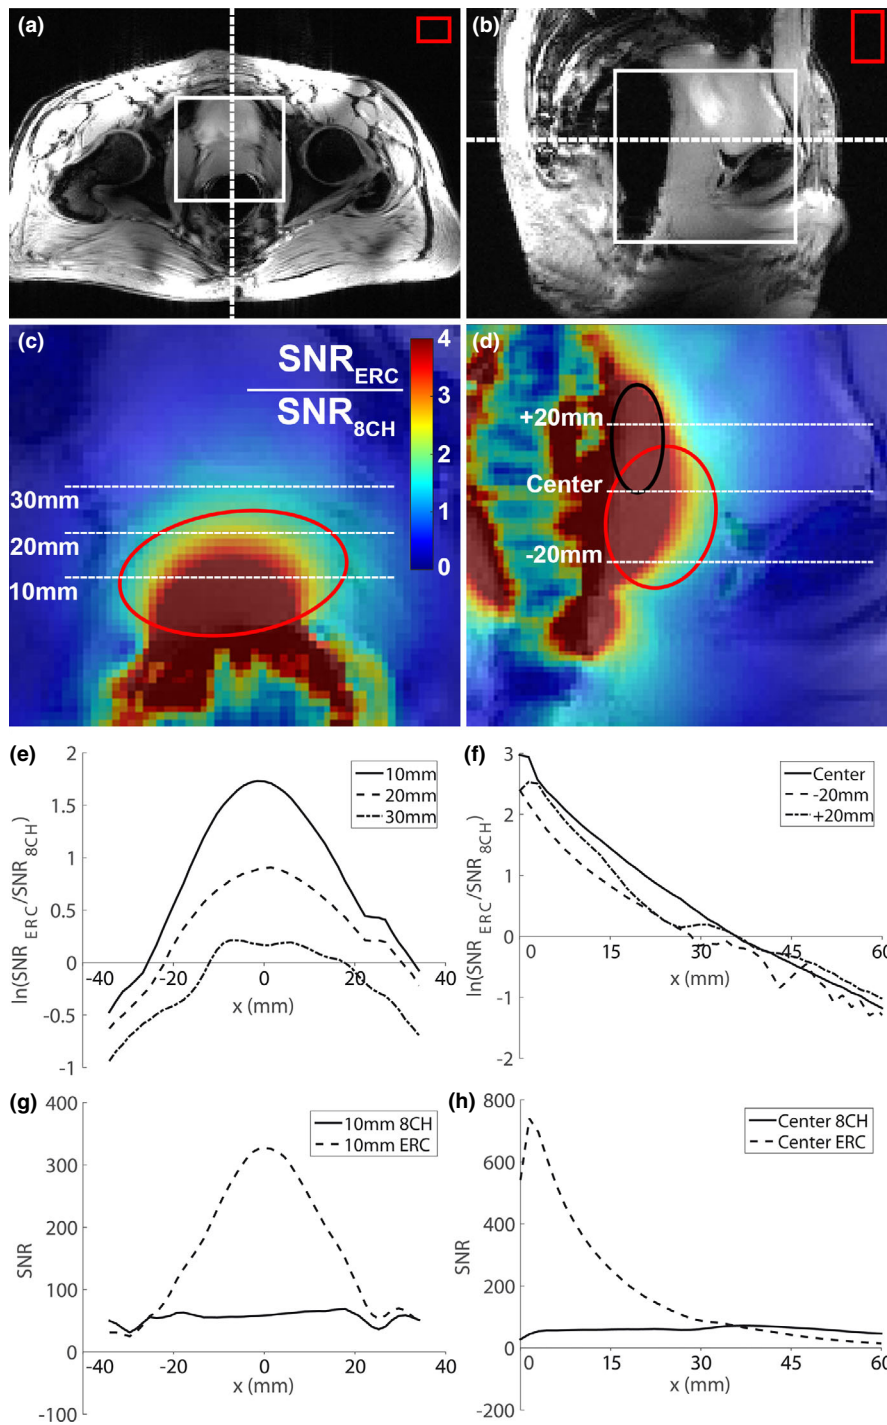 (a)
(b)
(c)
SNR ERC
SNR 8CH
4
3
2
1
0
30mm
20mm
10mm
(d)
+20mm
Center
-20mm
(e)
2
1.5
1
0.5
0
-0.5
-1
-40
-20
0
20
40
ln(SNR ERC /SNR 8CH)
x (mm)
10mm
20mm
30mm
(f)
3
2
1
0
-1
-2
0
15
30
45
60
ln(SNR ERC /SNR 8CH)
x (mm)
Center
-20mm
+20mm
(g)
400
300
200
100
0
-100
-40
-20
0
20
40
SNR
x (mm)
10mm 8CH
10mm ERC
(h)
800
600
400
200
0
-200
0
15
30
45
60
SNR
x (mm)
Center 8CH
Center ERC